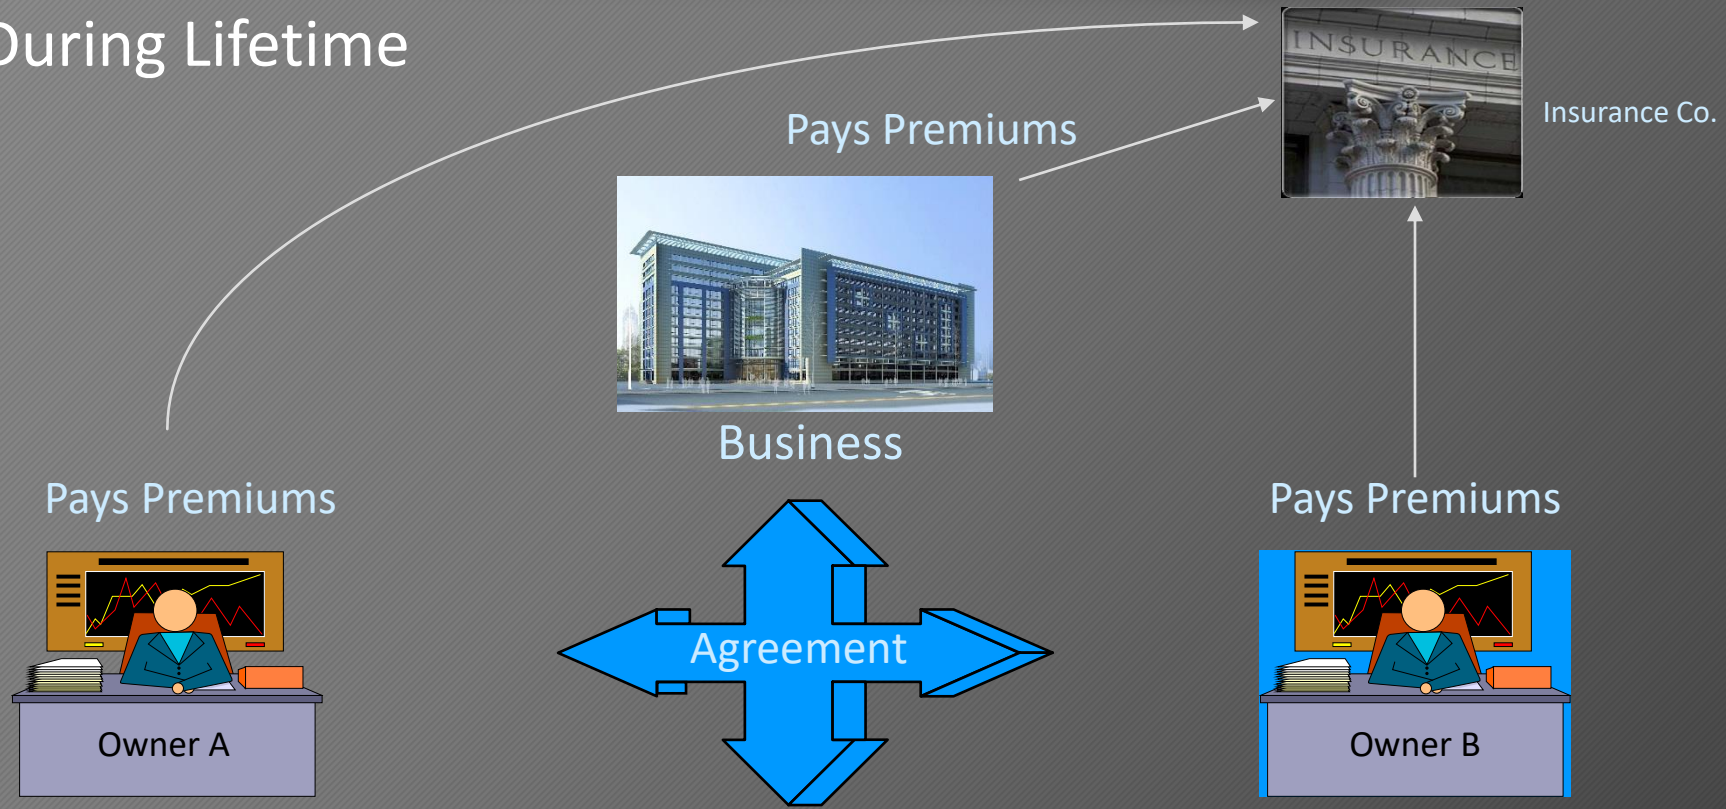 During Lifetime
INSURANCE
Insurance Co.
Pays Premiums
Business
Pays Premiums
Pays Premiums
Agreement
Owner A
Owner B